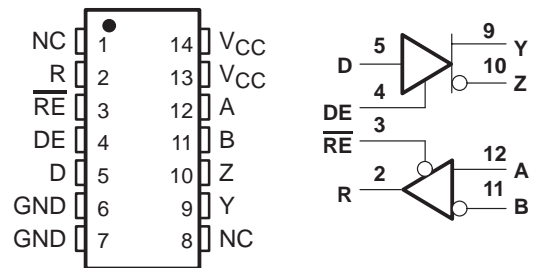 NC 1 14 VCC
R 2 13 VCC
RE 3 12 A
DE 4 11 B
D 5 10 Z
GND 6 9 Y
GND 7 8 NC
D 5 9 Y
10 Z
DE 4
RE 3
R 2 12 A
11 B